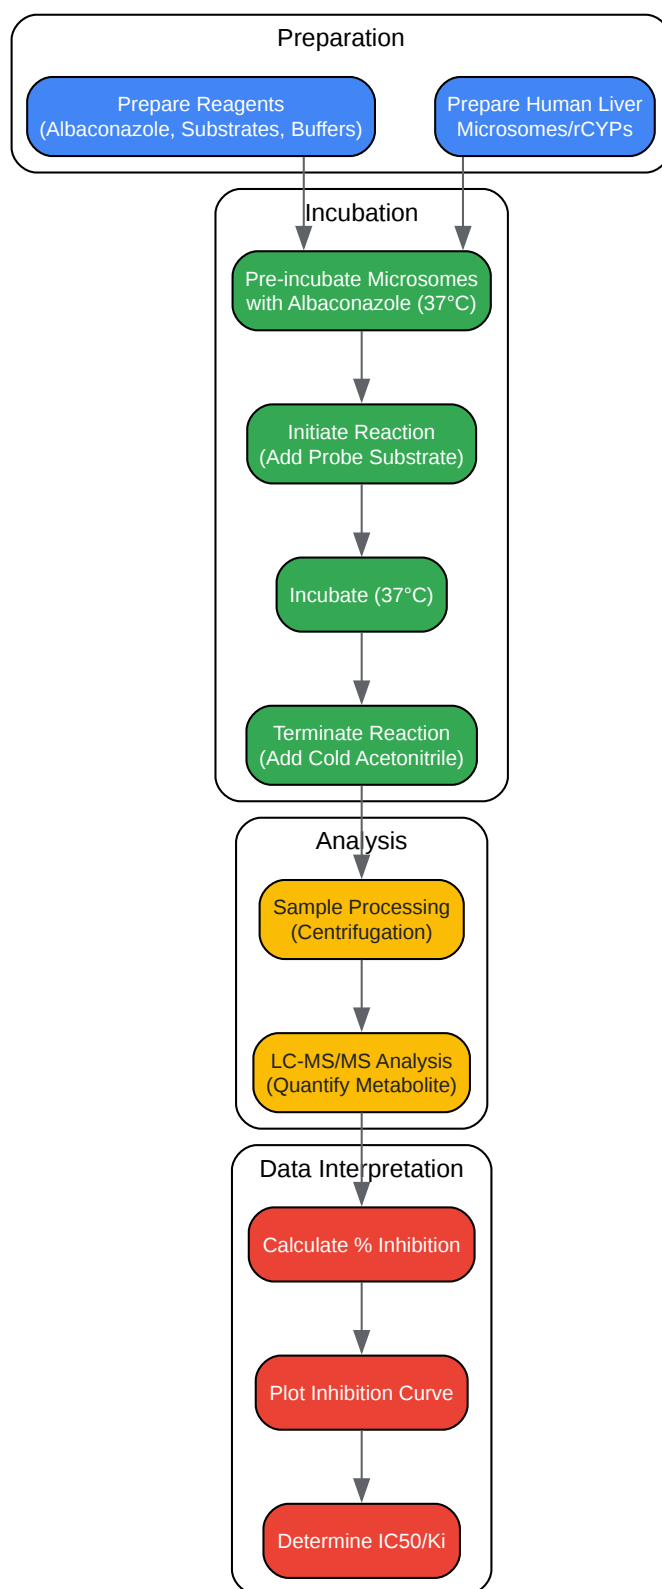 Preparation
Prepare Reagents
(Albaconazole, Substrates, Buffers)
Prepare Human Liver
Microsomes/rCYPs
Incubation
Pre-incubate Microsomes
with Albaconazole (37°C)
Initiate Reaction
(Add Probe Substrate)
Incubate (37°C)
Terminate Reaction
(Add Cold Acetonitrile)
Analysis
Sample Processing
(Centrifugation)
LC-MS/MS Analysis
(Quantify Metabolite)
Data Interpretation
Calculate % Inhibition
Plot Inhibition Curve
Determine IC50/Ki